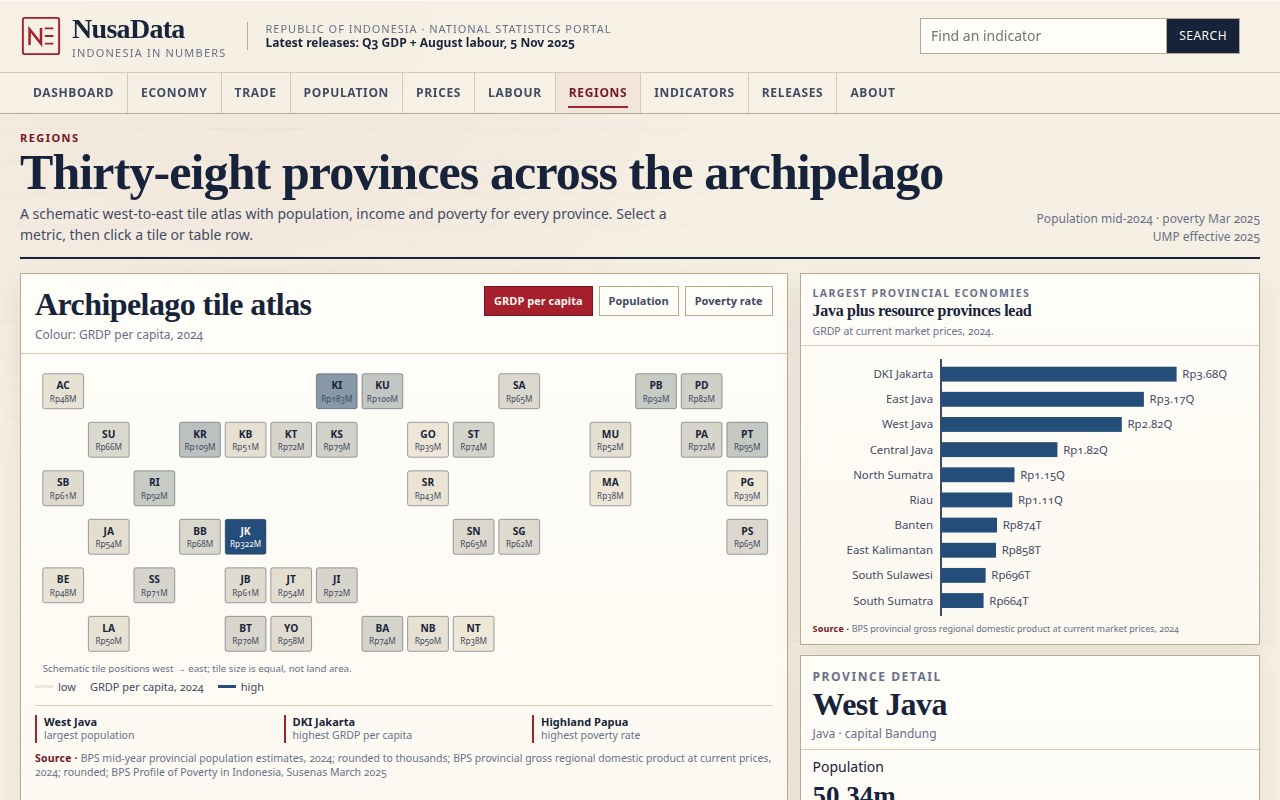 NusaData
INDONESIA IN NUMBERS
REPUBLIC OF INDONESIA · NATIONAL STATISTICS PORTAL
Latest releases: Q3 GDP + August labour, 5 Nov 2025
Find an indicator
SEARCH
DASHBOARD ECONOMY TRADE POPULATION PRICES LABOUR REGIONS INDICATORS RELEASES ABOUT
REGIONS
Thirty-eight provinces across the archipelago
A schematic west-to-east tile atlas with population, income and poverty for every province. Select a
metric, then click a tile or table row.
Population mid-2024 · poverty Mar 2025
UMP effective 2025
Archipelago tile atlas
Colour: GRDP per capita, 2024
GRDP per capita Population Poverty rate
AC KI KU SA PB PD
Rp48M Rp183M Rp100M Rp65M Rp92M Rp82M
SU KR KB KT KS GO ST MU PA PT
Rp66M Rp109M Rp51M Rp72M Rp79M Rp39M Rp74M Rp52M Rp72M Rp95M
SB RI SR MA PG
Rp61M Rp92M Rp43M Rp38M Rp39M
JA BB JK SN SG PS
Rp54M Rp68M Rp322M Rp65M Rp62M Rp65M
BE SS JB JT JI
Rp48M Rp71M Rp61M Rp54M Rp72M
LA BT YO BA NB NT
Rp50M Rp70M Rp58M Rp74M Rp50M Rp38M
Schematic tile positions west → east; tile size is equal, not land area.
low GRDP per capita, 2024 high
West Java
largest population
DKI Jakarta
highest GRDP per capita
Highland Papua
highest poverty rate
Source · BPS mid-year provincial population estimates, 2024; rounded to thousands; BPS provincial gross regional domestic product at current prices,
2024; rounded; BPS Profile of Poverty in Indonesia, Susenas March 2025
LARGEST PROVINCIAL ECONOMIES
Java plus resource provinces lead
GRDP at current market prices, 2024.
DKI Jakarta Rp3.68Q
East Java Rp3.17Q
West Java Rp2.82Q
Central Java Rp1.82Q
North Sumatra Rp1.15Q
Riau Rp1.11Q
Banten Rp874T
East Kalimantan Rp858T
South Sulawesi Rp696T
South Sumatra Rp664T
Source · BPS provincial gross regional domestic product at current market prices, 2024
PROVINCE DETAIL
West Java
Java · capital Bandung
Population
50.34m